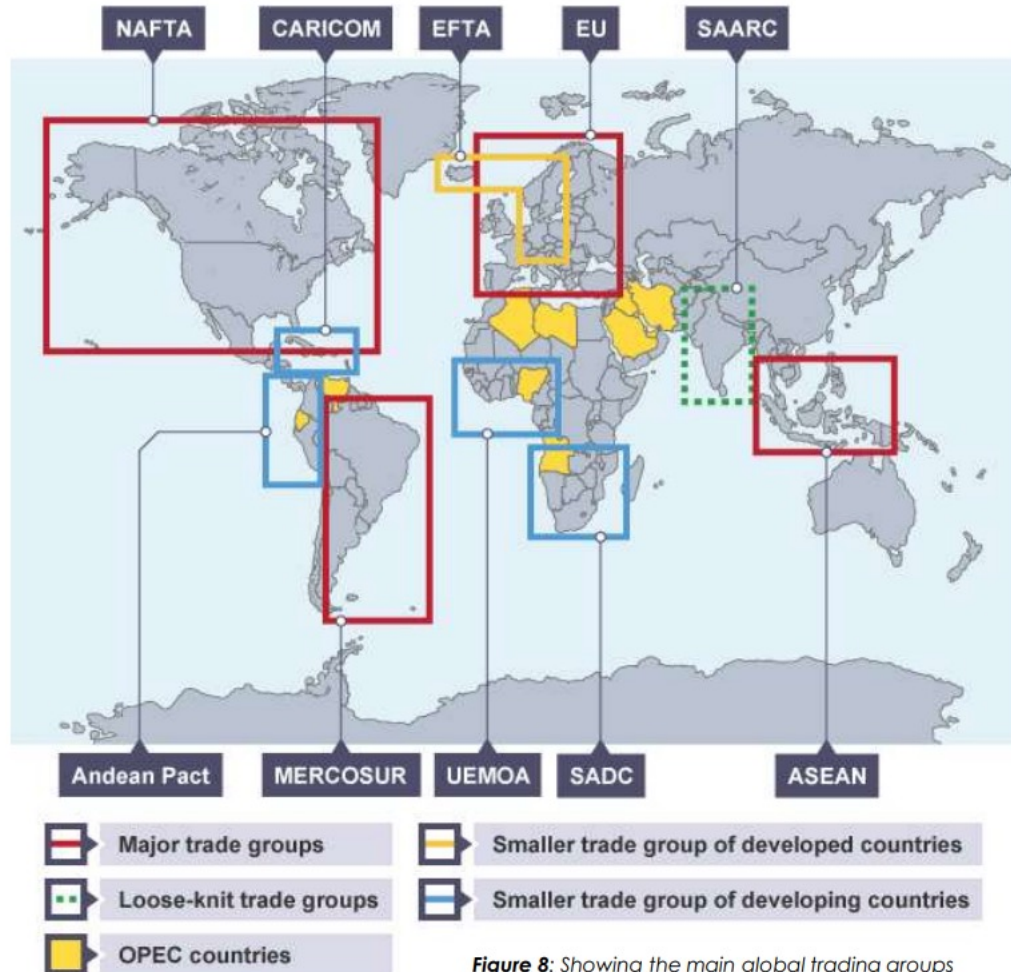 NAFTA
CARICOM
EFTA
EU
SAARC
Andean Pact
MERCOSUR
UEMOA
SADC
ASEAN
Major trade groups
Smaller trade group of developed countries
Loose-knit trade groups
Smaller trade group of developing countries
OPEC countries
Figure 8: Showing the main global trading groups